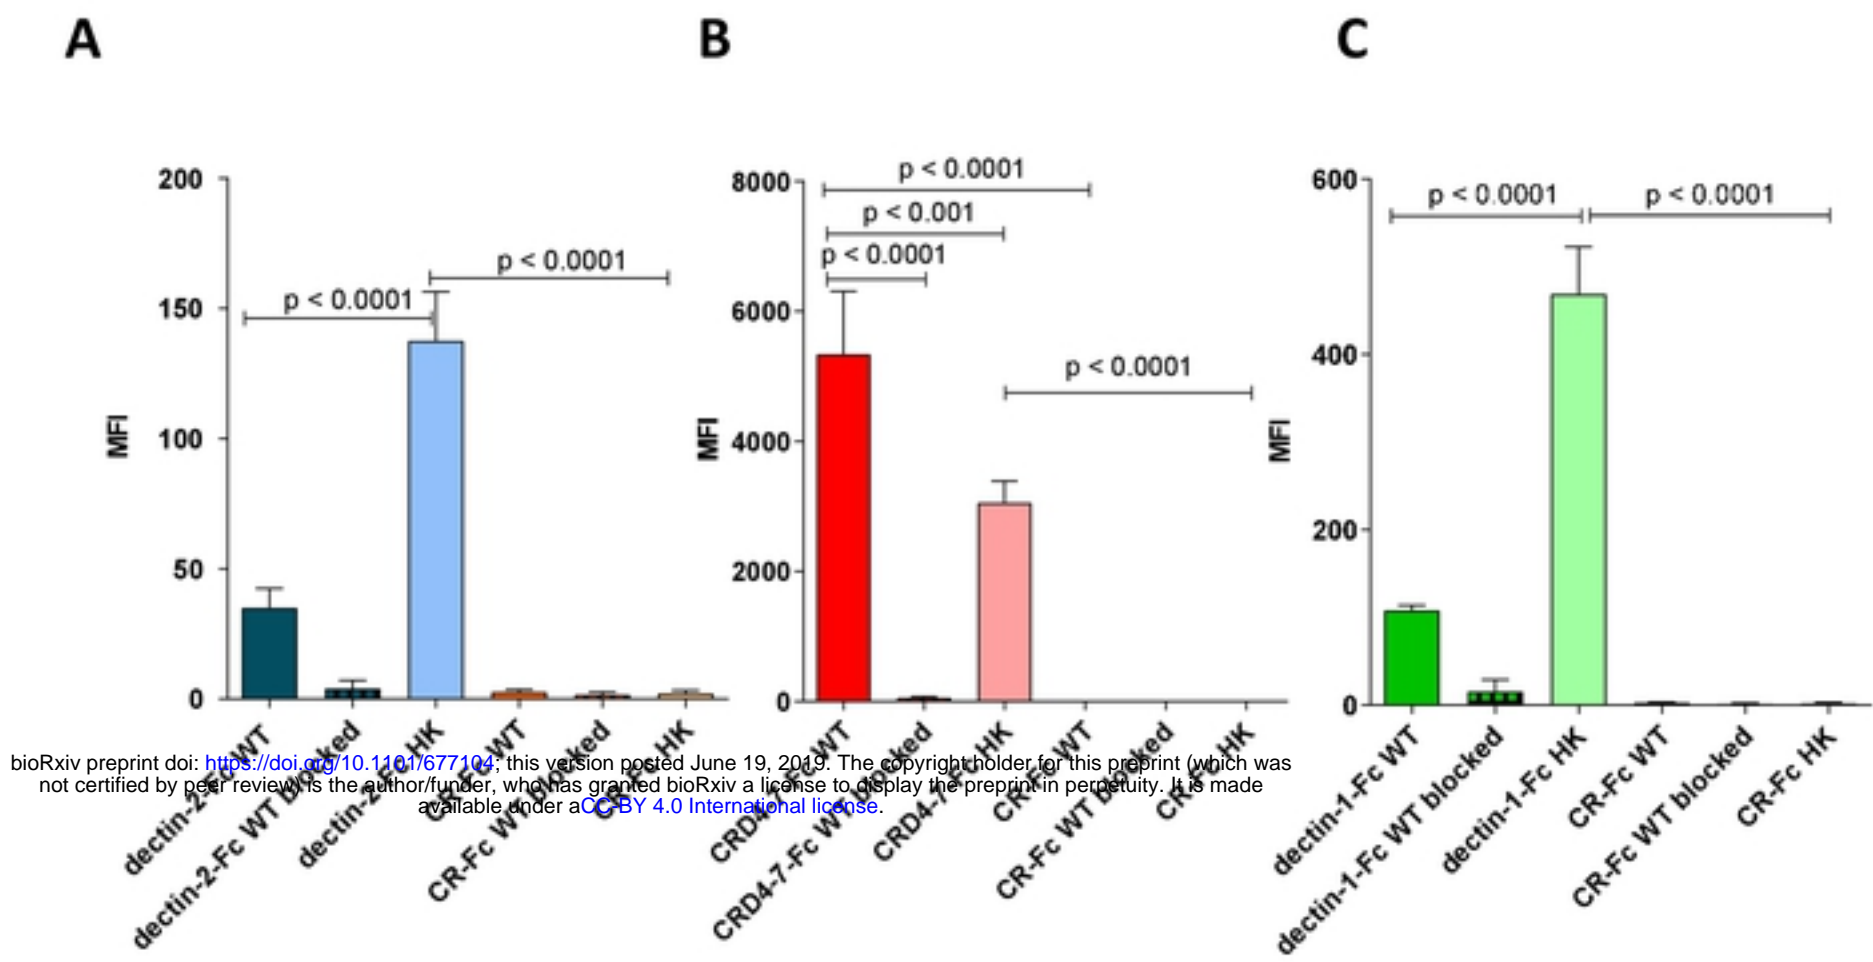 A
B
C
200
150
100
50
0
MFI
p < 0.0001
p < 0.0001
dectin-2-Fc WT
dectin-2-Fc WT blocked
dectin-2-Fc HK
CR-Fc WT
CR-Fc WT blocked
CR-Fc HK
8000
6000
4000
2000
0
MFI
p < 0.0001
p < 0.001
p < 0.0001
p < 0.0001
CRD4-7-Fc WT
CRD4-7-Fc WT blocked
CRD4-7-Fc HK
CR-Fc WT
CR-Fc WT blocked
CR-Fc HK
600
400
200
0
MFI
p < 0.0001
p < 0.0001
dectin-1-Fc WT
dectin-1-Fc WT blocked
dectin-1-Fc HK
CR-Fc WT
CR-Fc WT blocked
CR-Fc HK
bioRxiv preprint doi: https://doi.org/10.1101/677104; this version posted June 19, 2019. The copyright holder for this preprint (which was
not certified by peer review) is the author/funder, who has granted bioRxiv a license to display the preprint in perpetuity. It is made
available under aCC-BY 4.0 International license.